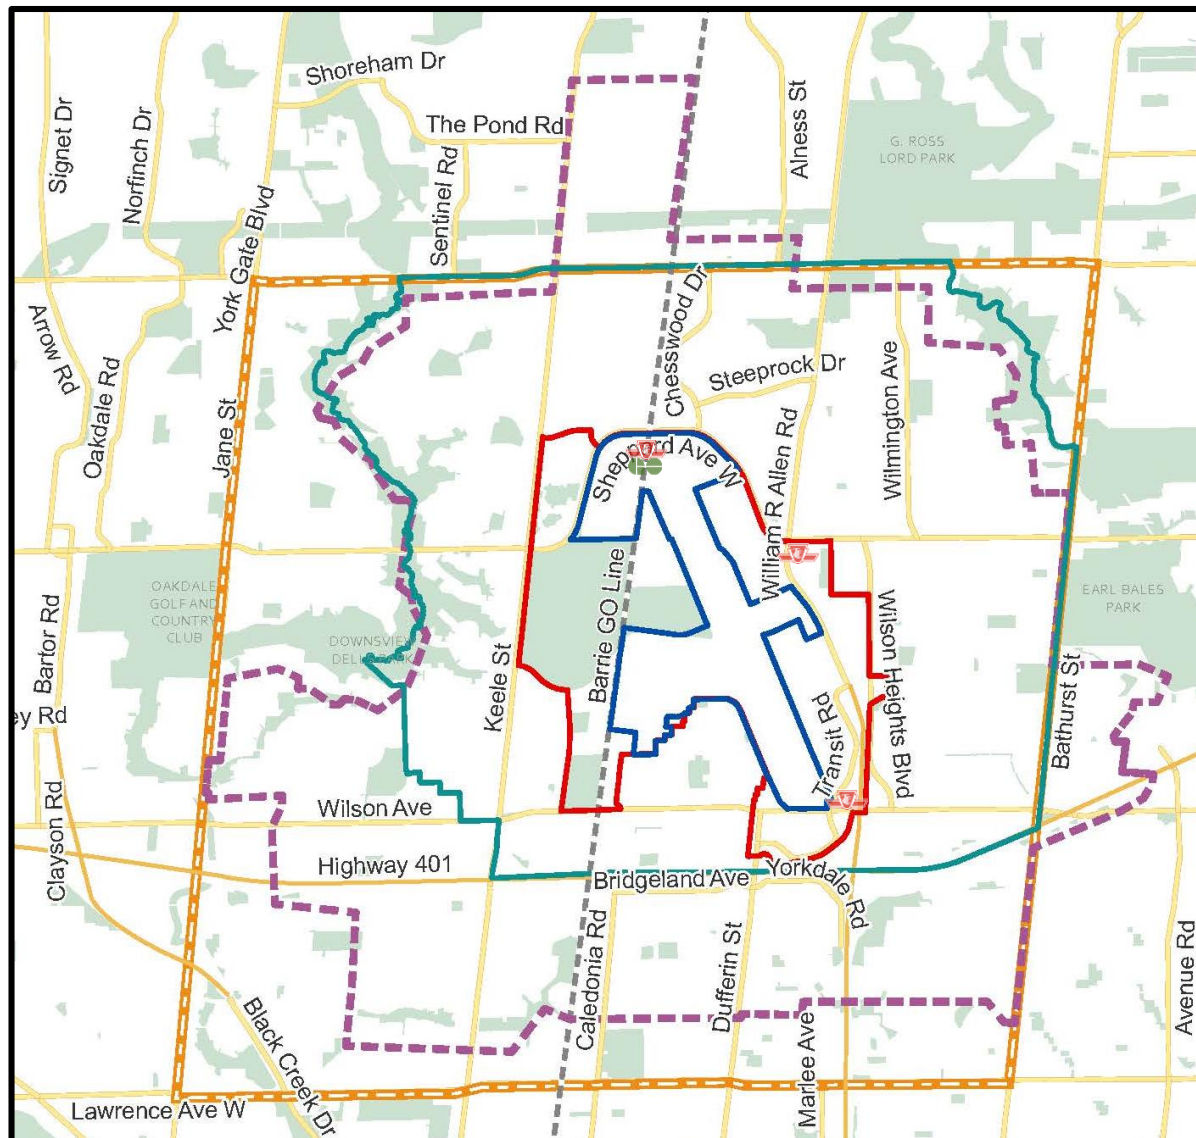 Shoreham Dr
The Pond Rd
Signet Dr
Norfinch Dr
York Gate Blvd
Sentinel Rd
Alness St
G. ROSS
LORD PARK
Arrow Rd
Oakdale Rd
Jane St
Chesswood Dr
Steeprock Dr
Wilmington Ave
Sheppard Ave W
William R Allen Rd
OAKDALE
GOLF AND
COUNTRY
CLUB
DOWNSVIEW
DELLS PARK
EARL BALES
PARK
Bartor Rd
ey Rd
Keele St
Barrie GO Line
Wilson Heights Blvd
Transit Rd
Bathurst St
Clayson Rd
Wilson Ave
Highway 401
Bridgeland Ave
Yorkdale Rd
Caledonia Rd
Dufferin St
Marlee Ave
Avenue Rd
Black Creek Dr
Lawrence Ave W